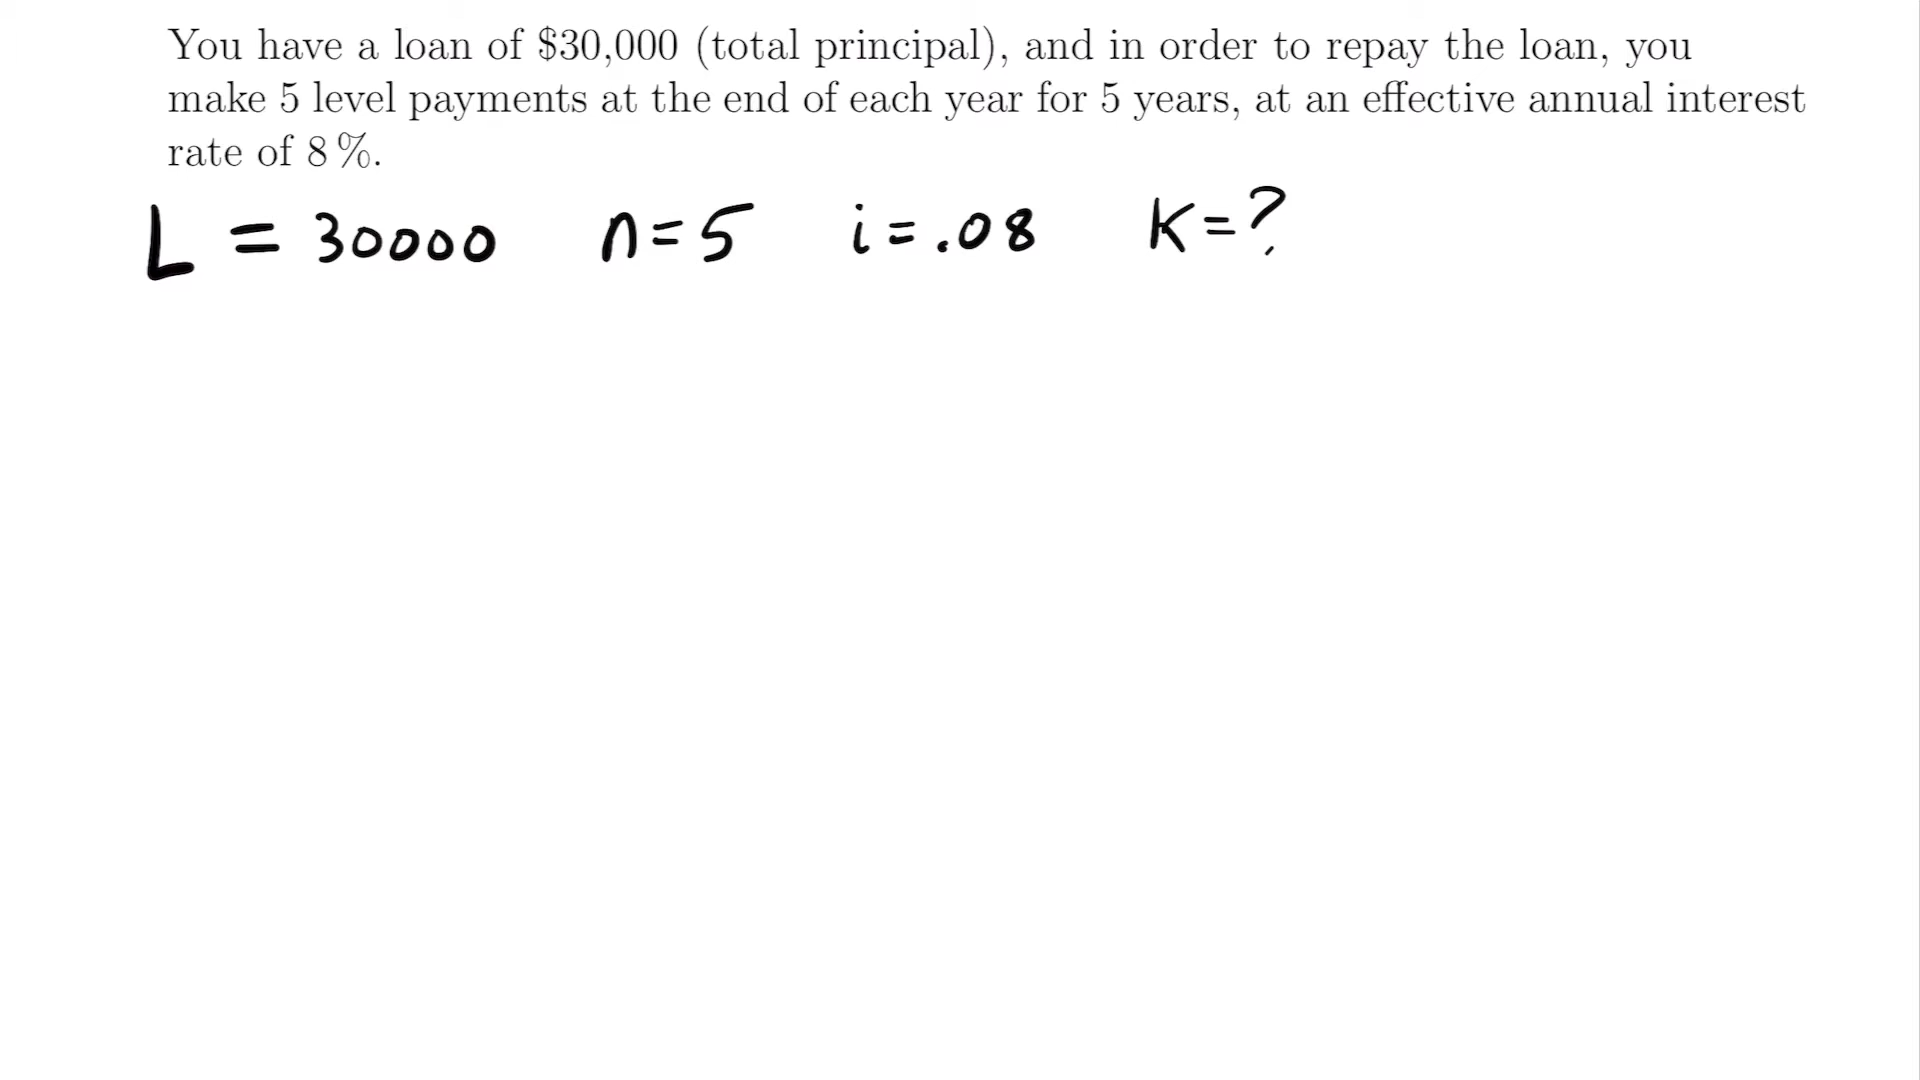 You have a loan of $30,000 (total principal), and in order to repay the loan, you
make 5 level payments at the end of each year for 5 years, at an effective annual interest
rate of 8 %.
L = 30000 n=5 i=.08 K=?